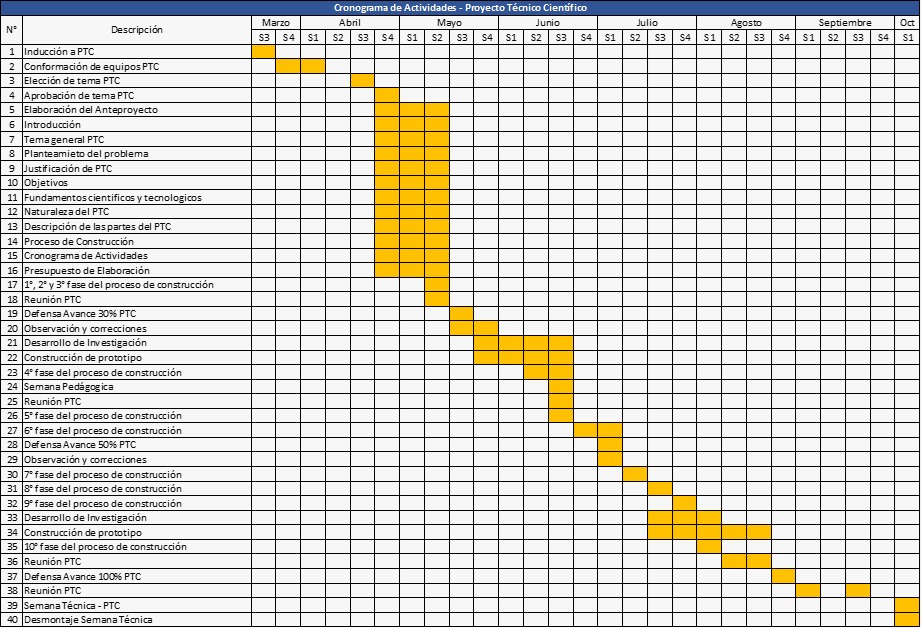 Cronograma de Actividades - Proyecto Técnico Científico
N° Descripción Marzo Abril Mayo Junio Julio Agosto Septiembre Oct
S3 S4 S1 S2 S3 S4 S1 S2 S3 S4 S1 S2 S3 S4 S1 S2 S3 S4 S1 S2 S3 S4 S1 S2 S3 S4 S1
1 Inducción a PTC
2 Conformación de equipos PTC
3 Elección de tema PTC
4 Aprobación de tema PTC
5 Elaboración del Anteproyecto
6 Introducción
7 Tema general PTC
8 Planteamieto del problema
9 Justificación de PTC
10 Objetivos
11 Fundamentos cientificos y tecnologicos
12 Naturaleza del PTC
13 Descripción de las partes del PTC
14 Proceso de Construcción
15 Cronograma de Actividades
16 Presupuesto de Elaboración
17 1°, 2° y 3° fase del proceso de construcción
18 Reunión PTC
19 Defensa Avance 30% PTC
20 Observación y correcciones
21 Desarrollo de Investigación
22 Construcción de prototipo
23 4° fase del proceso de construcción
24 Semana Pedágogica
25 Reunión PTC
26 5° fase del proceso de construcción
27 6° fase del proceso de construcción
28 Defensa Avance 50% PTC
29 Observación y correcciones
30 7° fase del proceso de construcción
31 8° fase del proceso de construcción
32 9° fase del proceso de construcción
33 Desarrollo de Investigación
34 Construcción de prototipo
35 10° fase del proceso de construcción
36 Reunión PTC
37 Defensa Avance 100% PTC
38 Reunión PTC
39 Semana Técnica - PTC
40 Desmontaje Semana Técnica